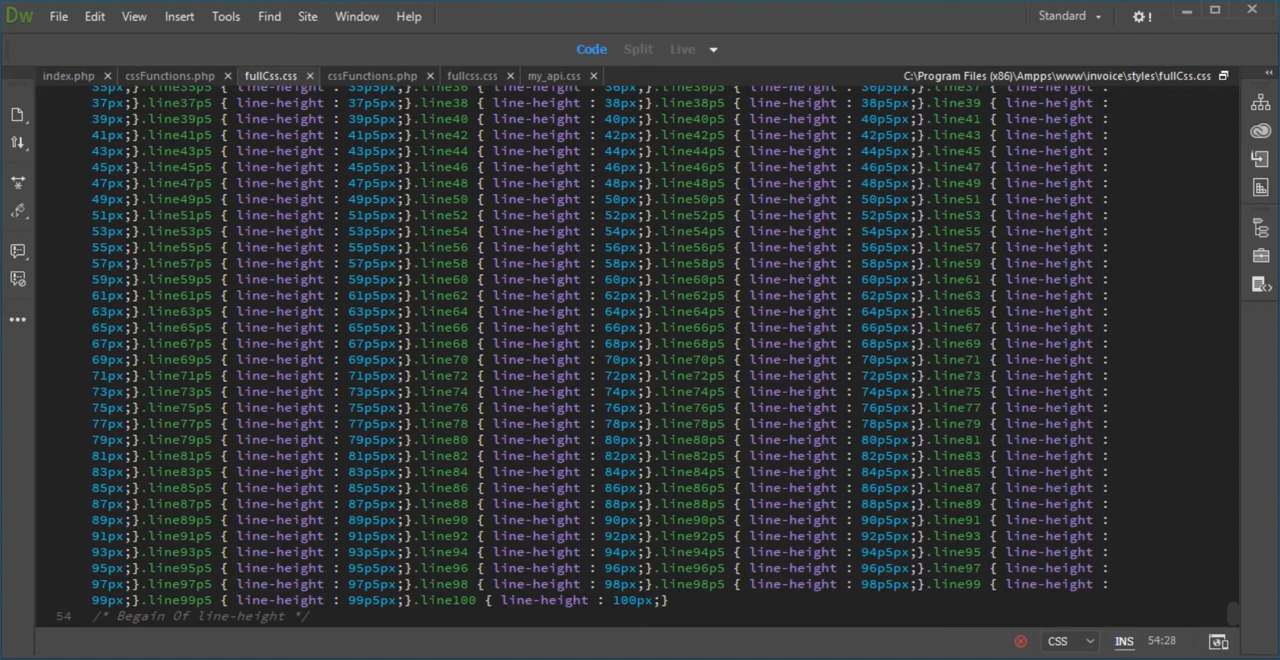 Dw File Edit View Insert Tools Find Site Window Help Standard !
Code Split Live
index.php × cssFunctions.php × fullCss.css × cssFunctions.php × fullcss.css × my_api.css × C:\Program Files (x86)\Ampps\www\invoice\styles\fullCss.css
35px;}.line35p5 { line-height : 35p5px;}.line36 { line-height : 36px;}.line36p5 { line-height : 36p5px;}.line37 { line-height :
37px;}.line37p5 { line-height : 37p5px;}.line38 { line-height : 38px;}.line38p5 { line-height : 38p5px;}.line39 { line-height :
39px;}.line39p5 { line-height : 39p5px;}.line40 { line-height : 40px;}.line40p5 { line-height : 40p5px;}.line41 { line-height :
41px;}.line41p5 { line-height : 41p5px;}.line42 { line-height : 42px;}.line42p5 { line-height : 42p5px;}.line43 { line-height :
43px;}.line43p5 { line-height : 43p5px;}.line44 { line-height : 44px;}.line44p5 { line-height : 44p5px;}.line45 { line-height :
45px;}.line45p5 { line-height : 45p5px;}.line46 { line-height : 46px;}.line46p5 { line-height : 46p5px;}.line47 { line-height :
47px;}.line47p5 { line-height : 47p5px;}.line48 { line-height : 48px;}.line48p5 { line-height : 48p5px;}.line49 { line-height :
49px;}.line49p5 { line-height : 49p5px;}.line50 { line-height : 50px;}.line50p5 { line-height : 50p5px;}.line51 { line-height :
51px;}.line51p5 { line-height : 51p5px;}.line52 { line-height : 52px;}.line52p5 { line-height : 52p5px;}.line53 { line-height :
53px;}.line53p5 { line-height : 53p5px;}.line54 { line-height : 54px;}.line54p5 { line-height : 54p5px;}.line55 { line-height :
55px;}.line55p5 { line-height : 55p5px;}.line56 { line-height : 56px;}.line56p5 { line-height : 56p5px;}.line57 { line-height :
57px;}.line57p5 { line-height : 57p5px;}.line58 { line-height : 58px;}.line58p5 { line-height : 58p5px;}.line59 { line-height :
59px;}.line59p5 { line-height : 59p5px;}.line60 { line-height : 60px;}.line60p5 { line-height : 60p5px;}.line61 { line-height :
61px;}.line61p5 { line-height : 61p5px;}.line62 { line-height : 62px;}.line62p5 { line-height : 62p5px;}.line63 { line-height :
63px;}.line63p5 { line-height : 63p5px;}.line64 { line-height : 64px;}.line64p5 { line-height : 64p5px;}.line65 { line-height :
65px;}.line65p5 { line-height : 65p5px;}.line66 { line-height : 66px;}.line66p5 { line-height : 66p5px;}.line67 { line-height :
67px;}.line67p5 { line-height : 67p5px;}.line68 { line-height : 68px;}.line68p5 { line-height : 68p5px;}.line69 { line-height :
69px;}.line69p5 { line-height : 69p5px;}.line70 { line-height : 70px;}.line70p5 { line-height : 70p5px;}.line71 { line-height :
71px;}.line71p5 { line-height : 71p5px;}.line72 { line-height : 72px;}.line72p5 { line-height : 72p5px;}.line73 { line-height :
73px;}.line73p5 { line-height : 73p5px;}.line74 { line-height : 74px;}.line74p5 { line-height : 74p5px;}.line75 { line-height :
75px;}.line75p5 { line-height : 75p5px;}.line76 { line-height : 76px;}.line76p5 { line-height : 76p5px;}.line77 { line-height :
77px;}.line77p5 { line-height : 77p5px;}.line78 { line-height : 78px;}.line78p5 { line-height : 78p5px;}.line79 { line-height :
79px;}.line79p5 { line-height : 79p5px;}.line80 { line-height : 80px;}.line80p5 { line-height : 80p5px;}.line81 { line-height :
81px;}.line81p5 { line-height : 81p5px;}.line82 { line-height : 82px;}.line82p5 { line-height : 82p5px;}.line83 { line-height :
83px;}.line83p5 { line-height : 83p5px;}.line84 { line-height : 84px;}.line84p5 { line-height : 84p5px;}.line85 { line-height :
85px;}.line85p5 { line-height : 85p5px;}.line86 { line-height : 86px;}.line86p5 { line-height : 86p5px;}.line87 { line-height :
87px;}.line87p5 { line-height : 87p5px;}.line88 { line-height : 88px;}.line88p5 { line-height : 88p5px;}.line89 { line-height :
89px;}.line89p5 { line-height : 89p5px;}.line90 { line-height : 90px;}.line90p5 { line-height : 90p5px;}.line91 { line-height :
91px;}.line91p5 { line-height : 91p5px;}.line92 { line-height : 92px;}.line92p5 { line-height : 92p5px;}.line93 { line-height :
93px;}.line93p5 { line-height : 93p5px;}.line94 { line-height : 94px;}.line94p5 { line-height : 94p5px;}.line95 { line-height :
95px;}.line95p5 { line-height : 95p5px;}.line96 { line-height : 96px;}.line96p5 { line-height : 96p5px;}.line97 { line-height :
97px;}.line97p5 { line-height : 97p5px;}.line98 { line-height : 98px;}.line98p5 { line-height : 98p5px;}.line99 { line-height :
99px;}.line99p5 { line-height : 99p5px;}.line100 { line-height : 100px;}
54 /* Begain Of line-height */
CSS INS 54:28